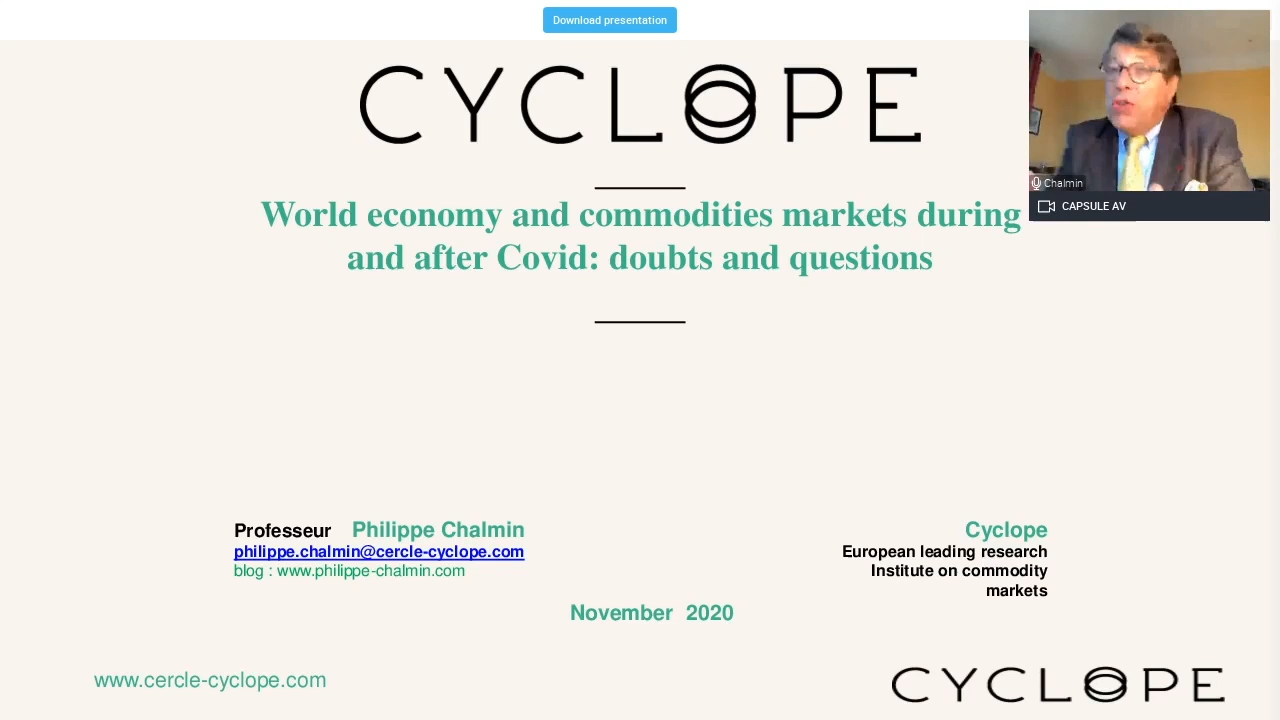 Download presentation
CYCLOPE
Chalmin
CAPSULE AV
World economy and commodities markets during
and after Covid: doubts and questions
Professeur Philippe Chalmin
philippe.chalmin@cercle-cyclope.com
blog : www.philippe-chalmin.com
Cyclope
European leading research
Institute on commodity
markets
November 2020
www.cercle-cyclope.com
CYCLOPE